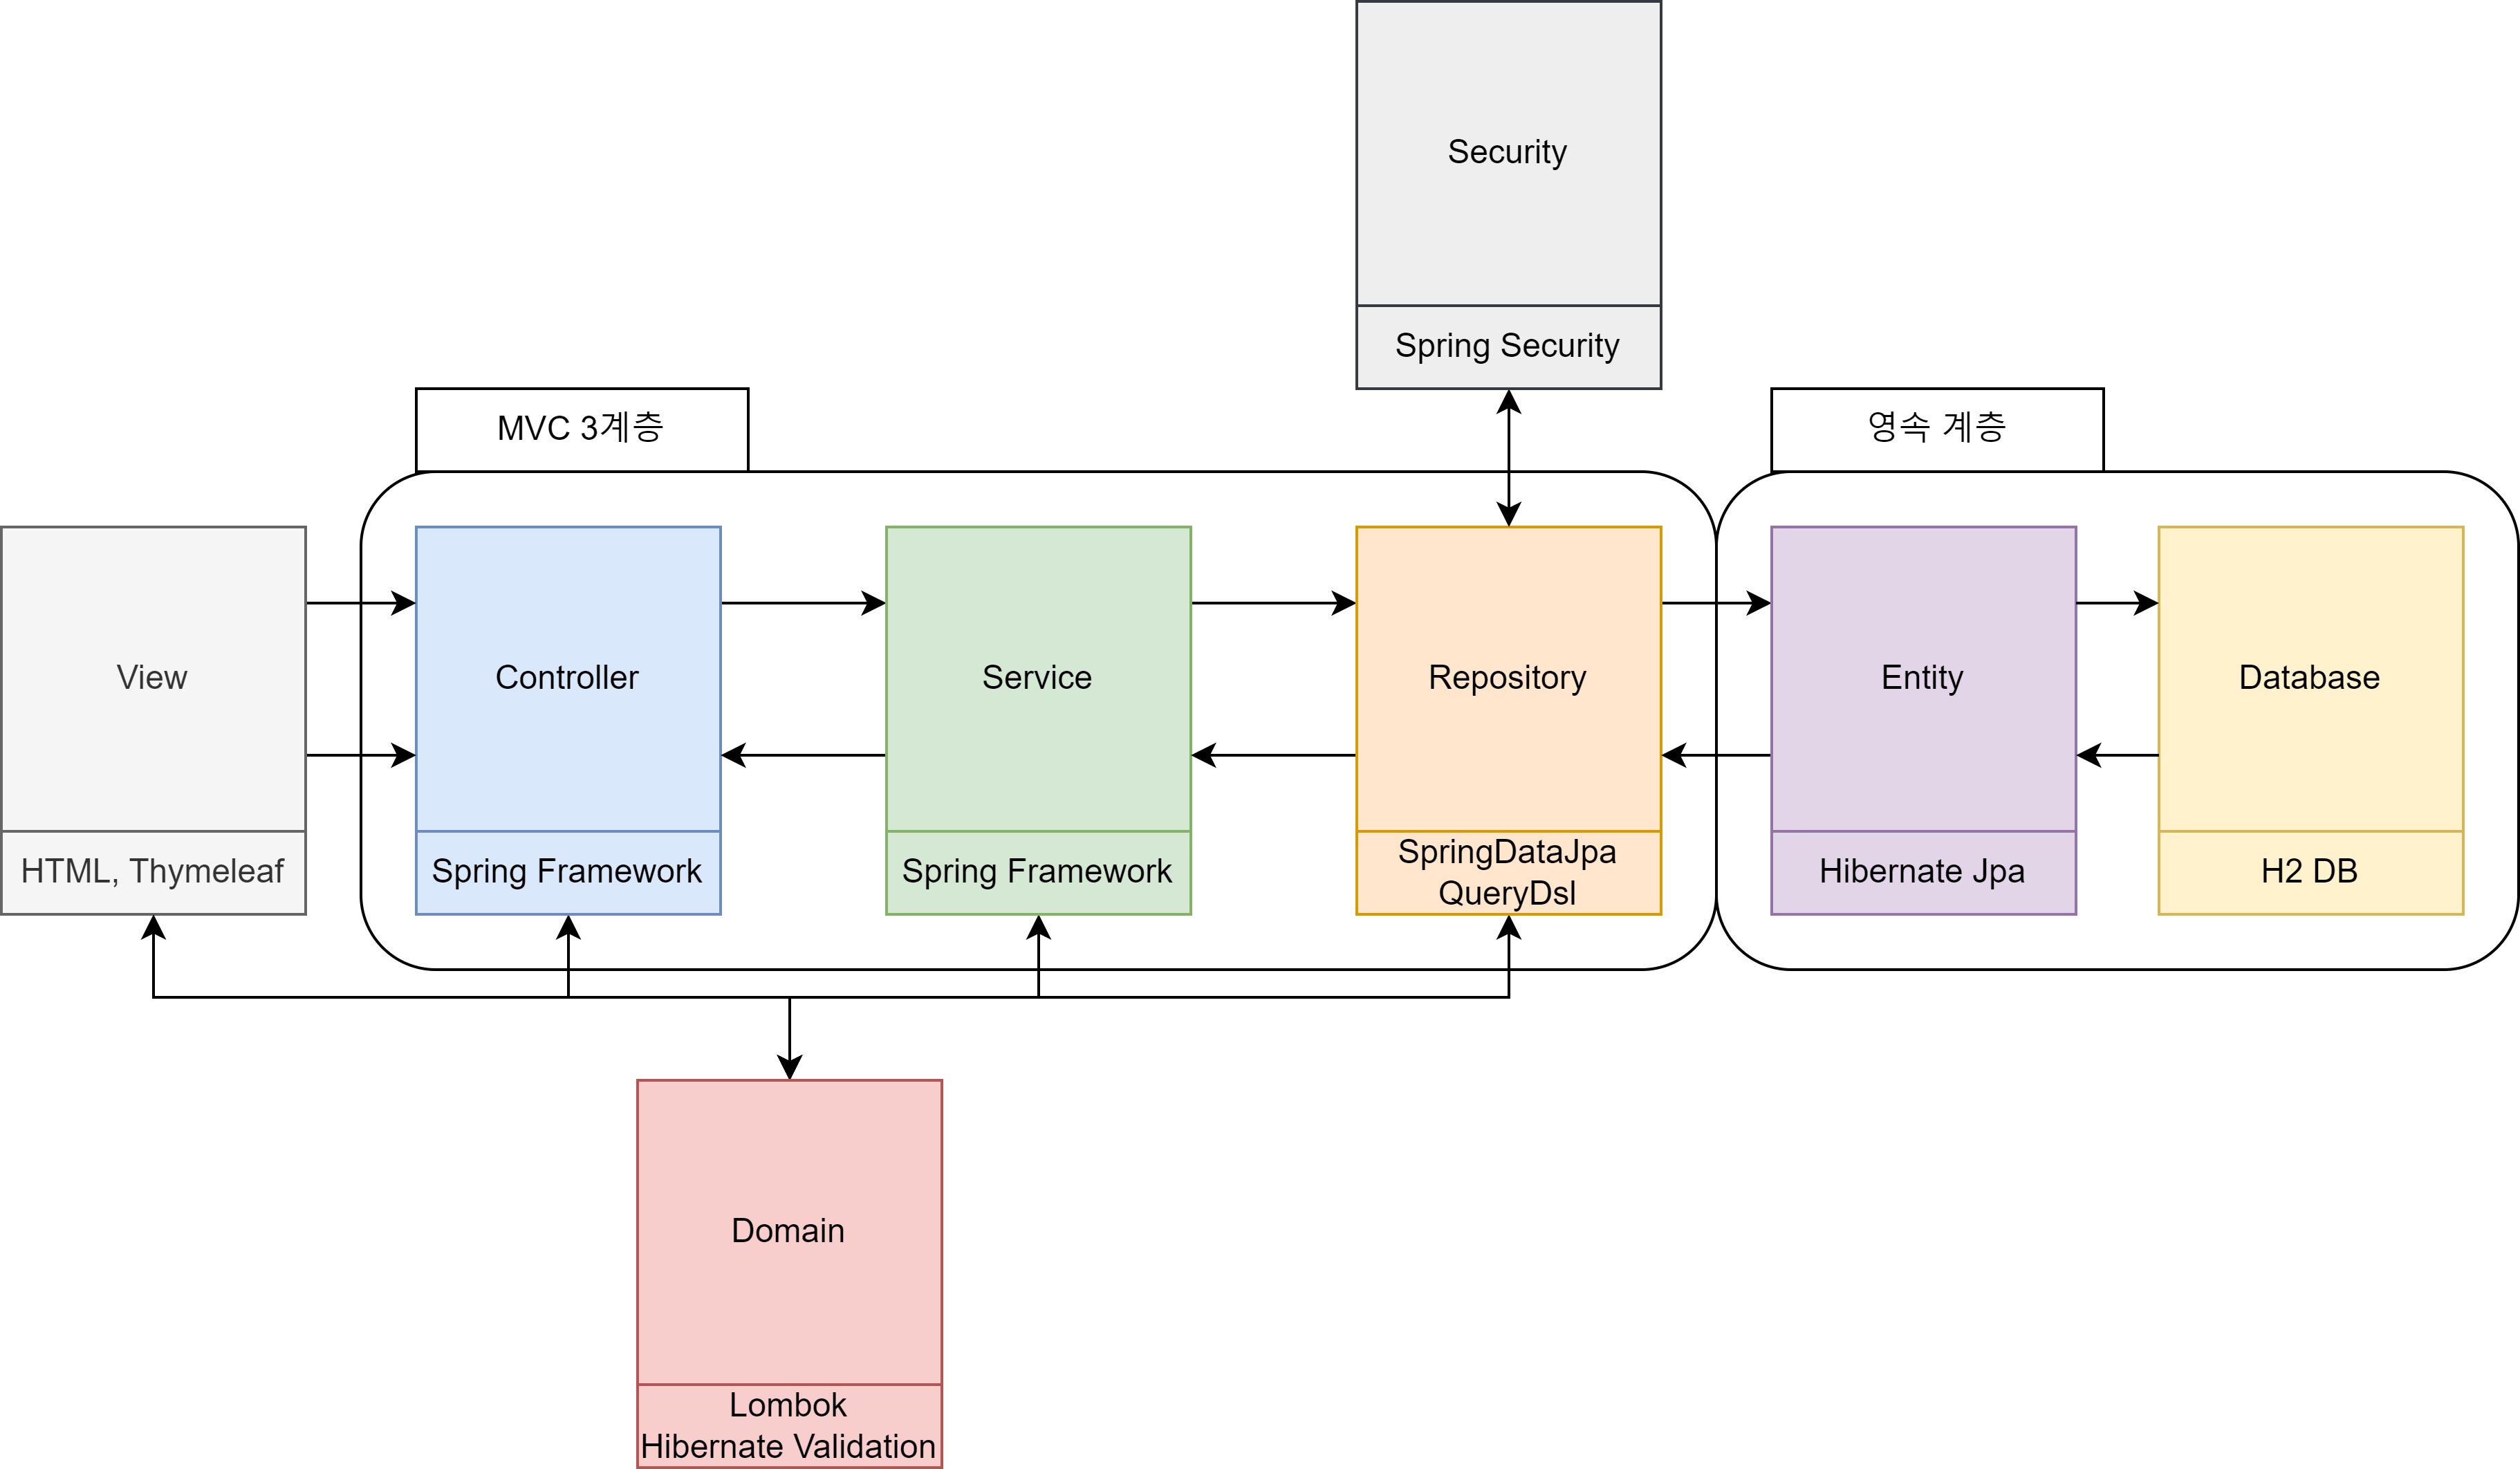 Security
Spring Security
MVC 3계층
영속 계층
View
Controller
Service
Repository
Entity
Database
HTML, Thymeleaf
Spring Framework
Spring Framework
SpringDataJpa
QueryDsl
Hibernate Jpa
H2 DB
Domain
Lombok
Hibernate Validation